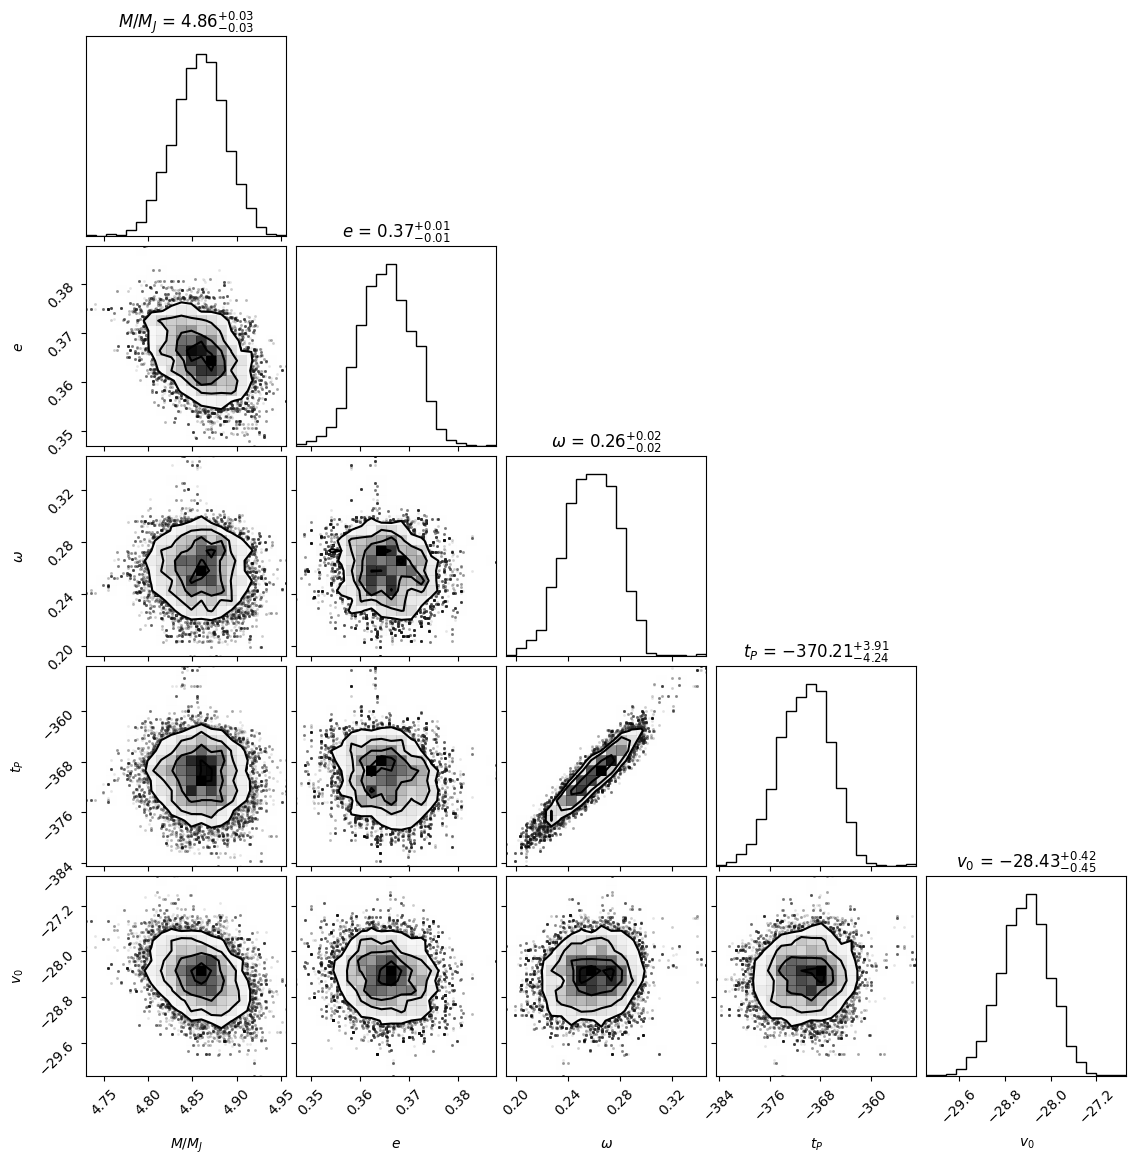 M/M_J = 4.86^{+0.03}_{-0.03}
e = 0.37^{+0.01}_{-0.01}
0.38
0.37
0.36
0.35
e
ω = 0.26^{+0.02}_{-0.02}
0.32
0.28
0.24
0.20
ω
t_P = −370.21^{+3.91}_{-4.24}
−360
−368
−376
−384
t_P
v_0 = −28.43^{+0.42}_{-0.45}
−27.2
−28.0
−28.8
−29.6
v_0
4.75 4.80 4.85 4.90 4.95 0.35 0.36 0.37 0.38 0.20 0.24 0.28 0.32 −384 −376 −368 −360 −29.6 −28.8 −28.0 −27.2
M/M_J e ω t_P v_0